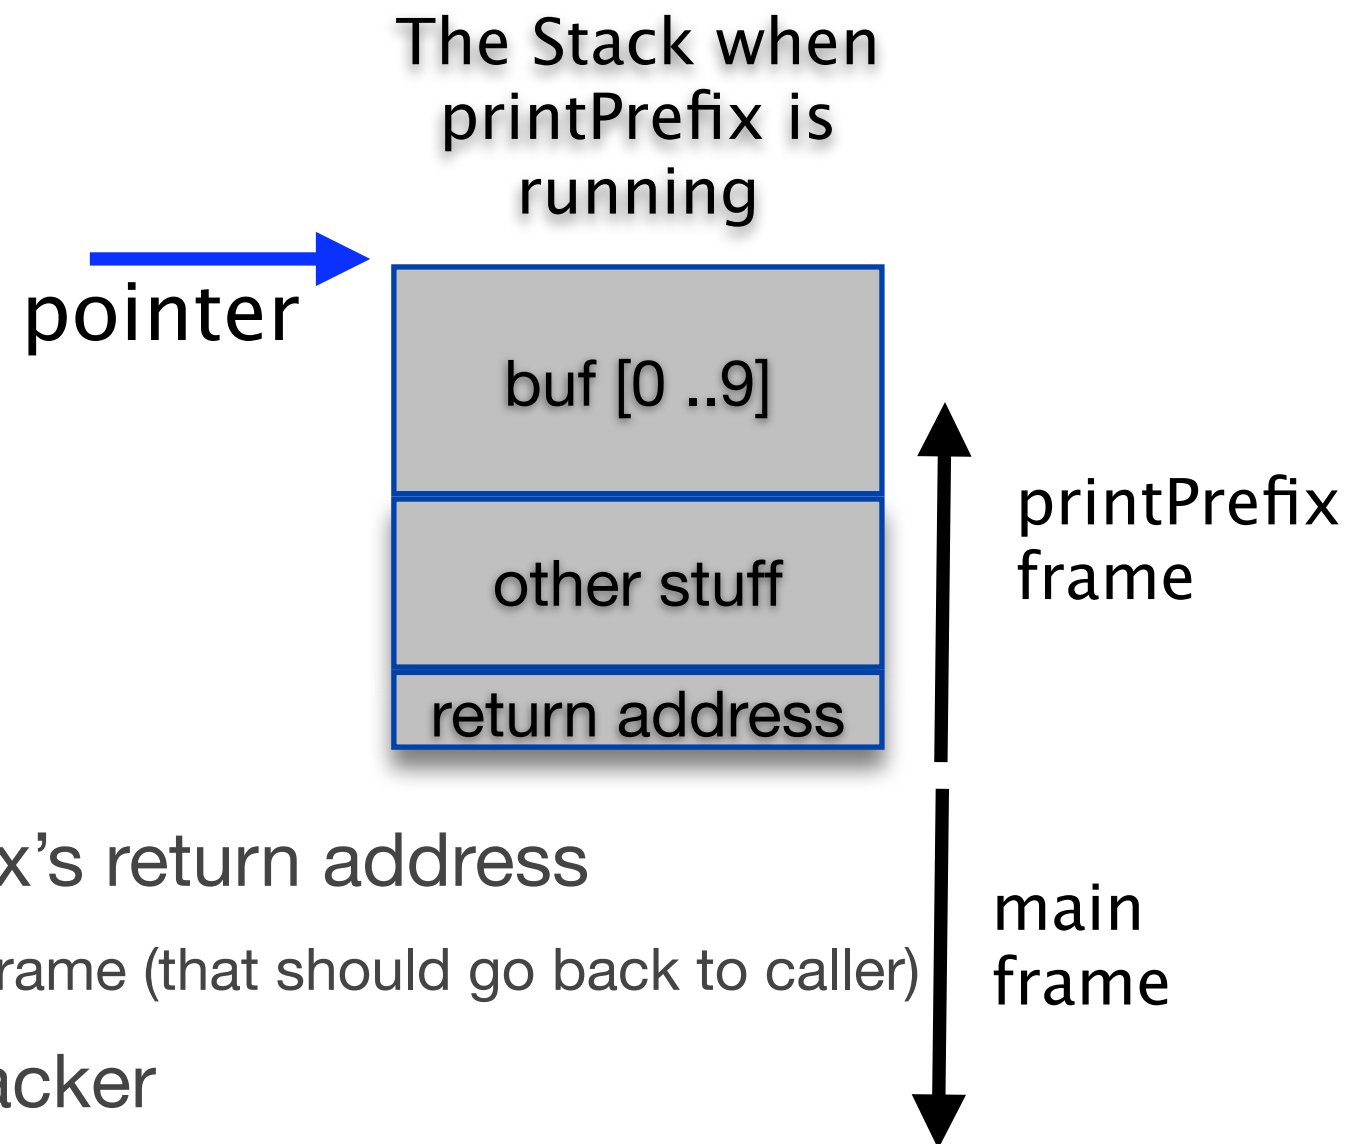 The Stack when
printPrefix is
running
pointer
buf [0 ..9]
printPrefix
frame
other stuff
return address
x's return address
rame (that should go back to caller)
main
frame
acker